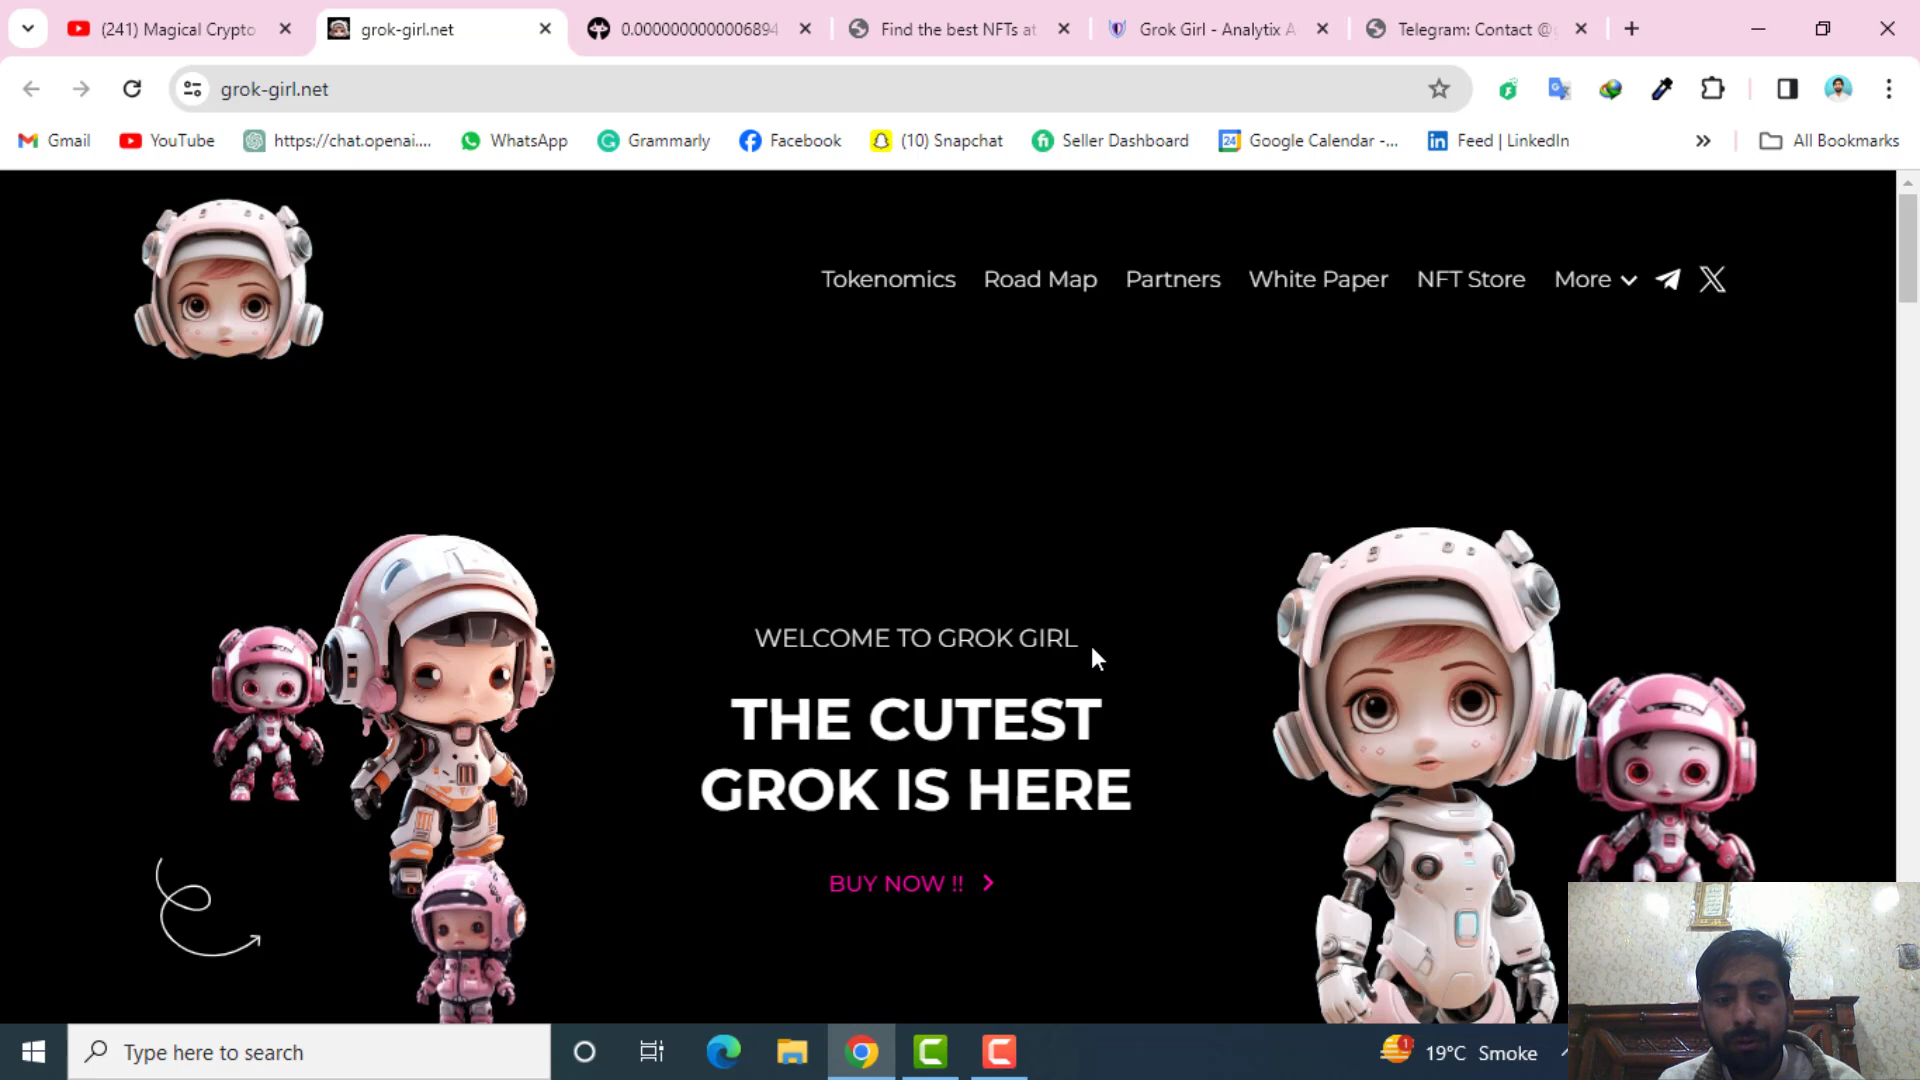 (241) Magical Crypto
grok-girl.net
0.0000000000006894
Find the best NFTs at
Grok Girl - Analytix A
Telegram: Contact @g
grok-girl.net
Gmail
YouTube
https://chat.openai....
WhatsApp
Grammarly
Facebook
(10) Snapchat
Seller Dashboard
24
Google Calendar -...
Feed | LinkedIn
All Bookmarks
Tokenomics
Road Map
Partners
White Paper
NFT Store
More
WELCOME TO GROK GIRL
THE CUTEST
GROK IS HERE
BUY NOW !!
Type here to search
1
19°C Smoke